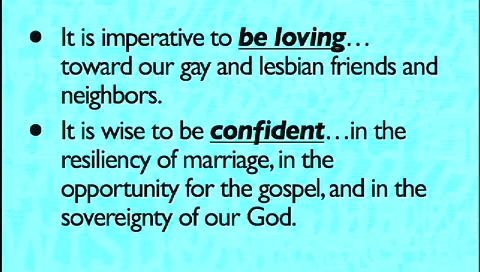 • It is imperative to be loving…
toward our gay and lesbian friends and
neighbors.
• It is wise to be confident…in the
resiliency of marriage, in the
opportunity for the gospel, and in the
sovereignty of our God.